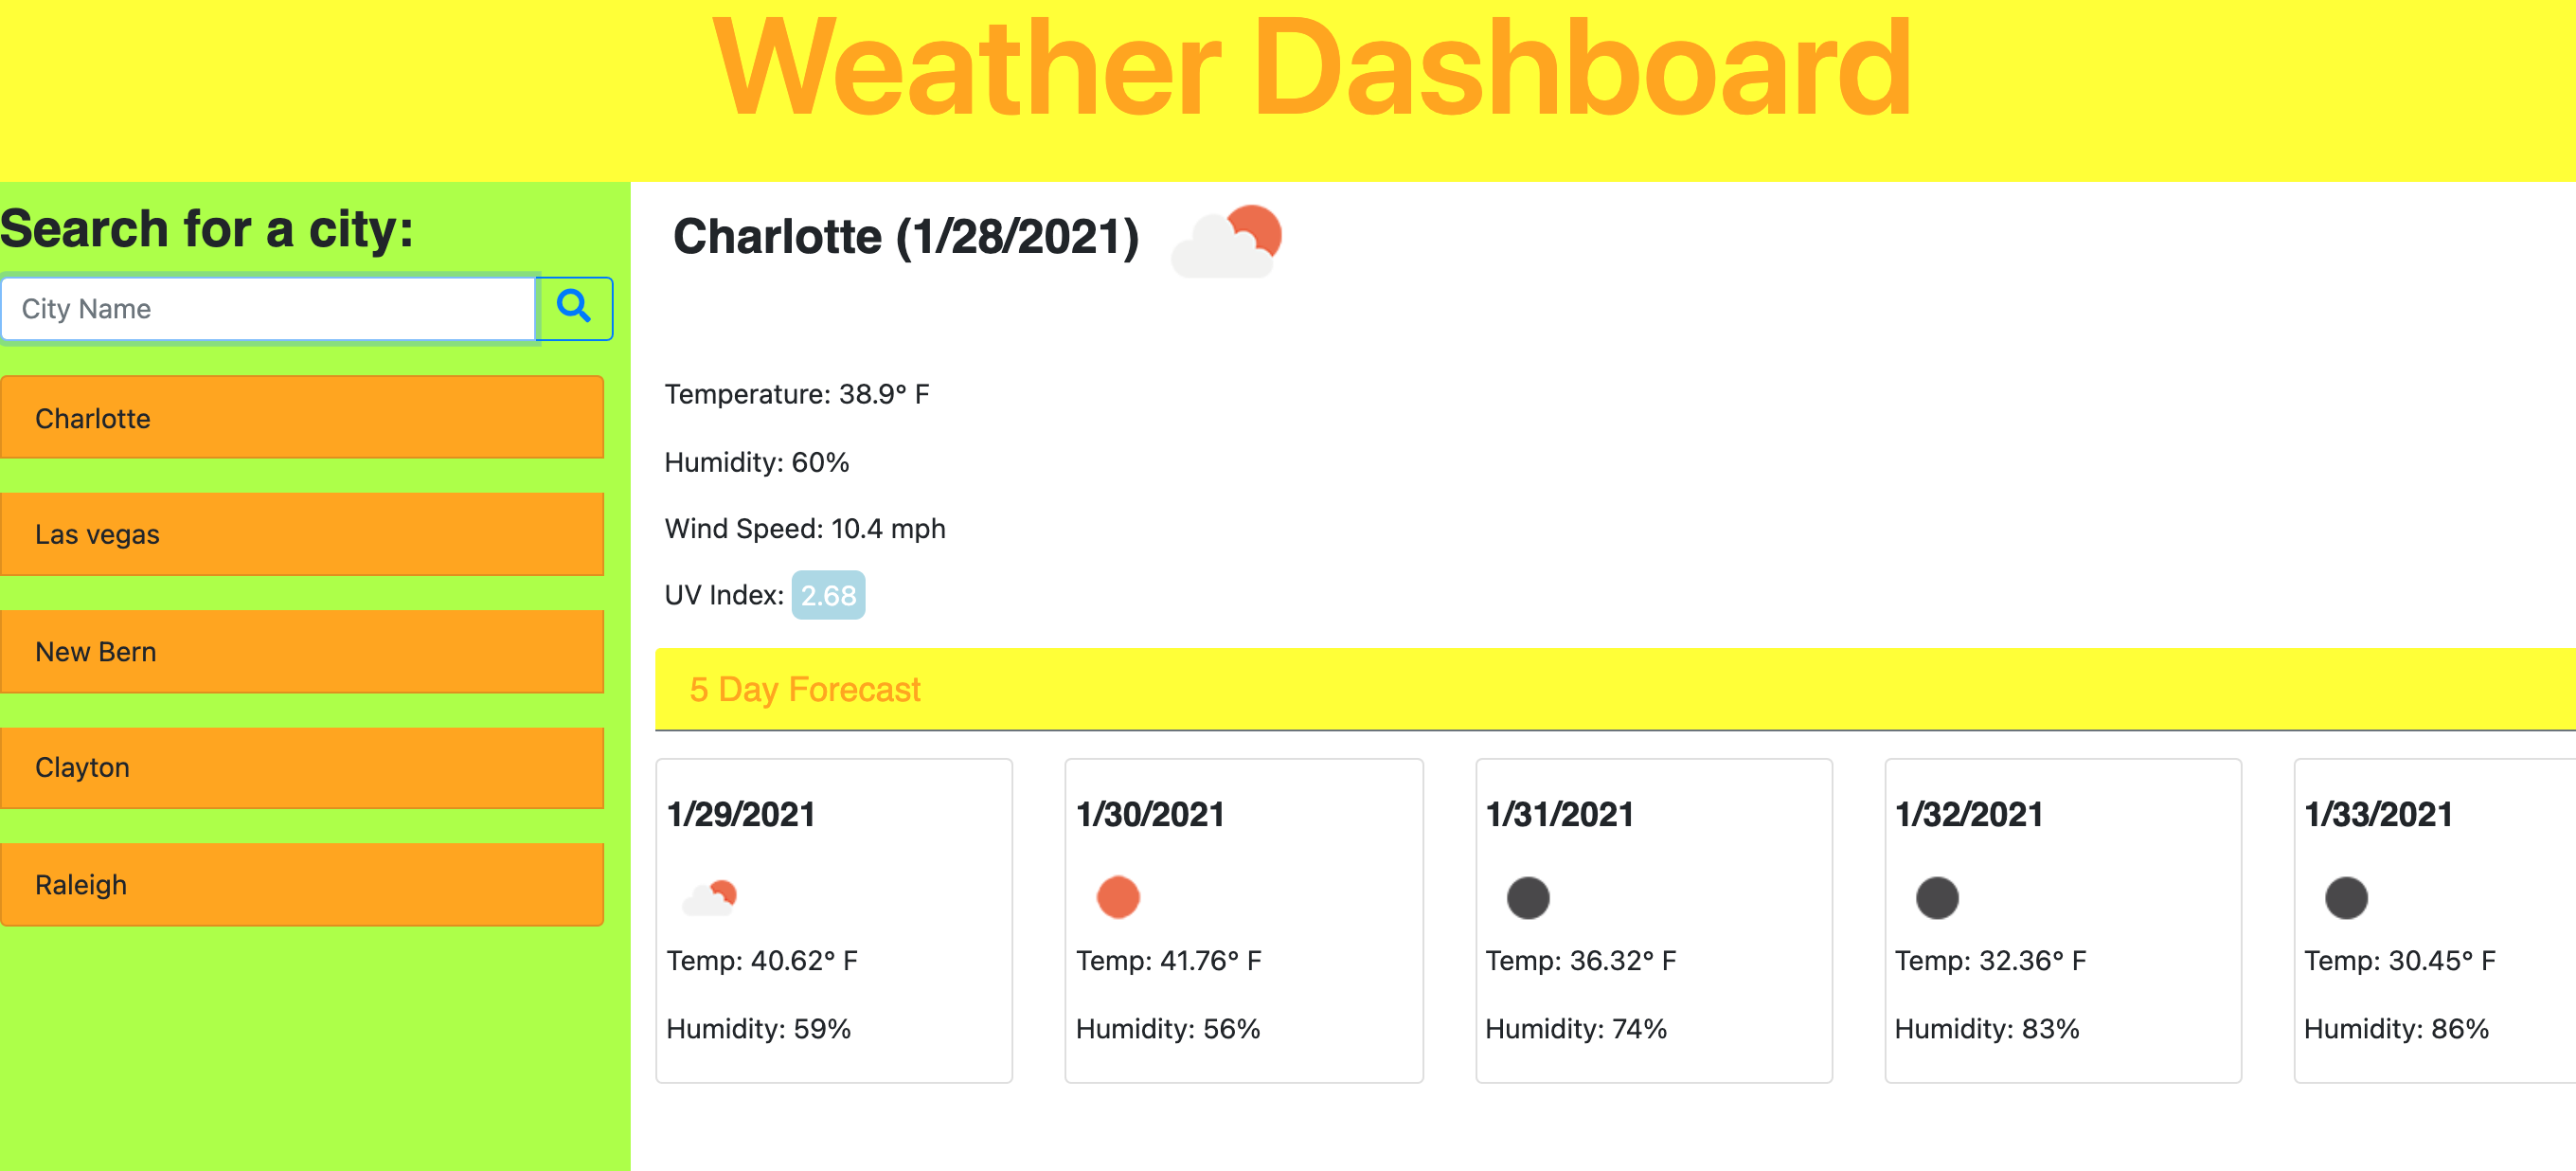 Weather Dashboard
Search for a city:
City Name
Charlotte
Las vegas
New Bern
Clayton
Raleigh
Charlotte (1/28/2021)
Temperature: 38.9° F
Humidity: 60%
Wind Speed: 10.4 mph
UV Index: 2.68
5 Day Forecast
1/29/2021
Temp: 40.62° F
Humidity: 59%
1/30/2021
Temp: 41.76° F
Humidity: 56%
1/31/2021
Temp: 36.32° F
Humidity: 74%
1/32/2021
Temp: 32.36° F
Humidity: 83%
1/33/2021
Temp: 30.45° F
Humidity: 86%